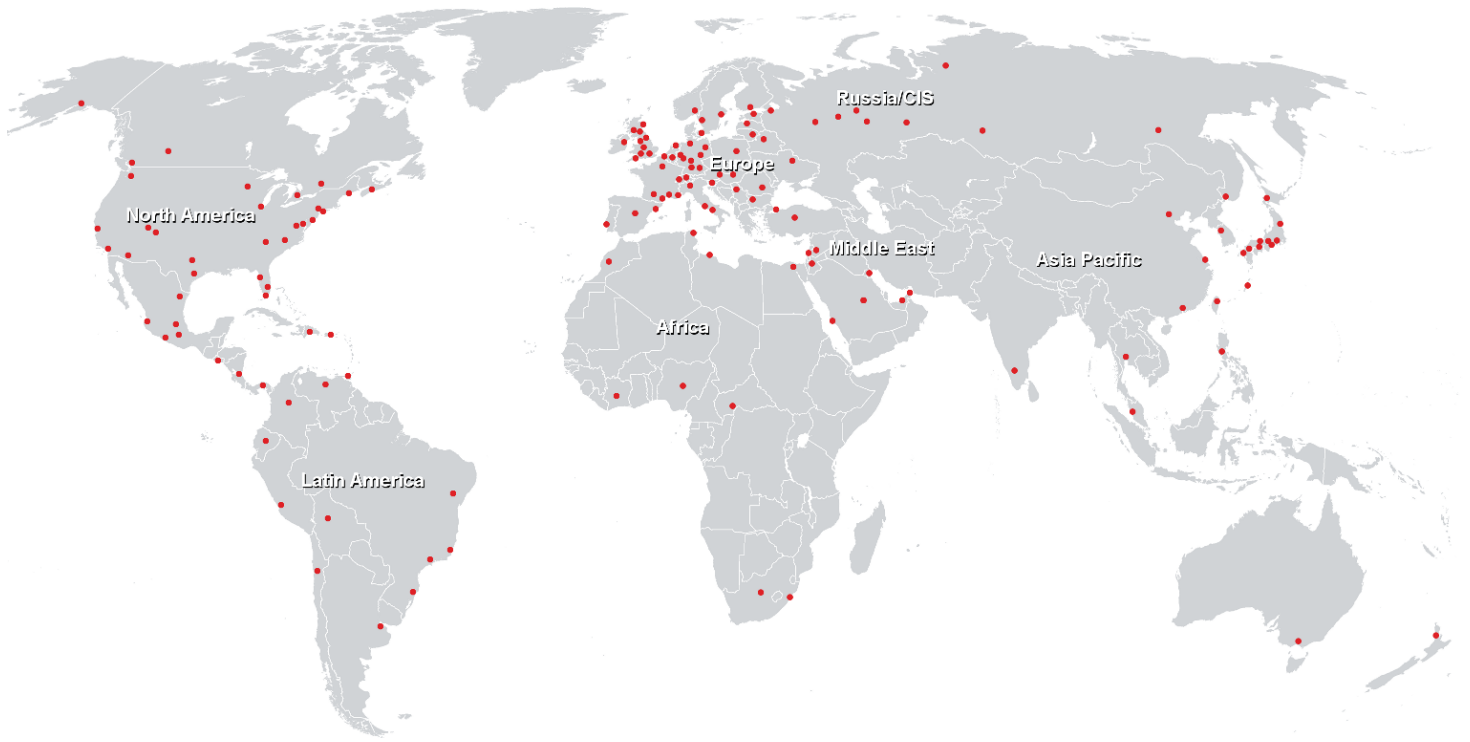 Russia/CIS
Europe
North America
Middle East
Asia Pacific
Africa
Latin America